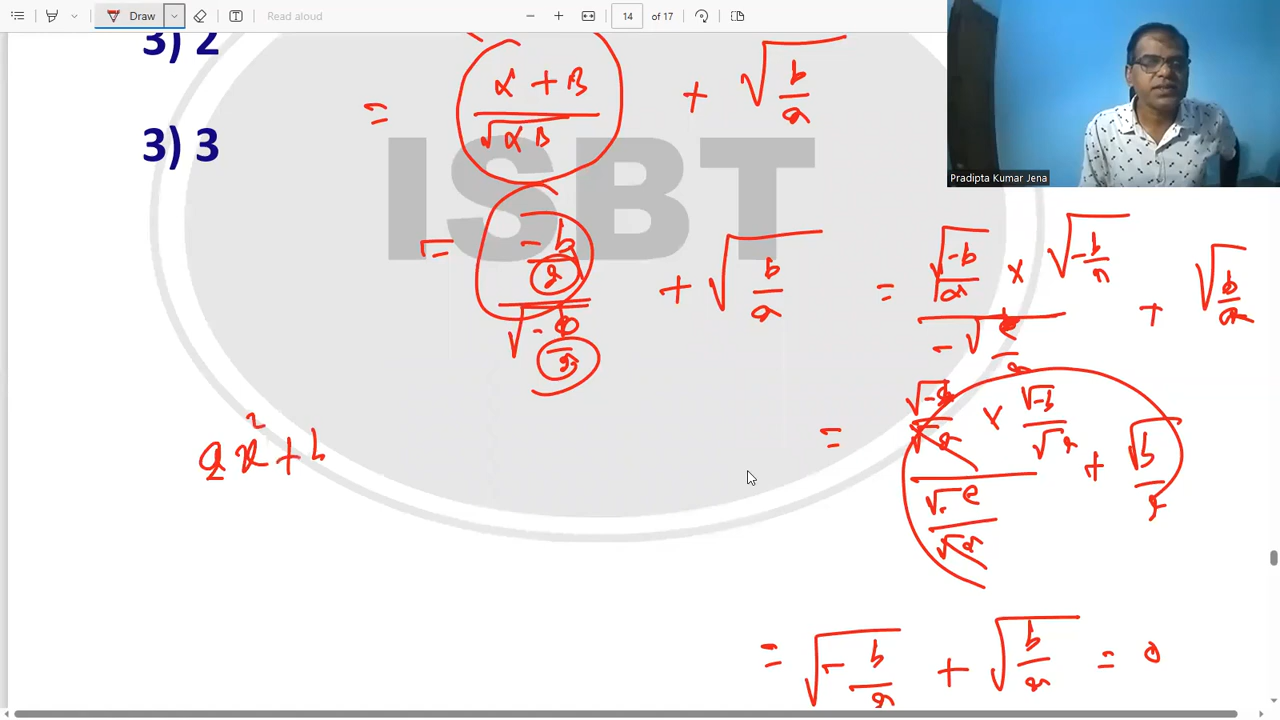 Draw
Read aloud
14 of 17
3) 2
3) 3
ISBT
Pradipta Kumar Jena
= α + β / √αβ + √b/a
= -b/a / √-b/a + √b/a = √-b/a × √-b/a / -√ /a + √b/a
= × √-b/√a + √b/a
ax² + b
= √-b/a + √b/a = 0